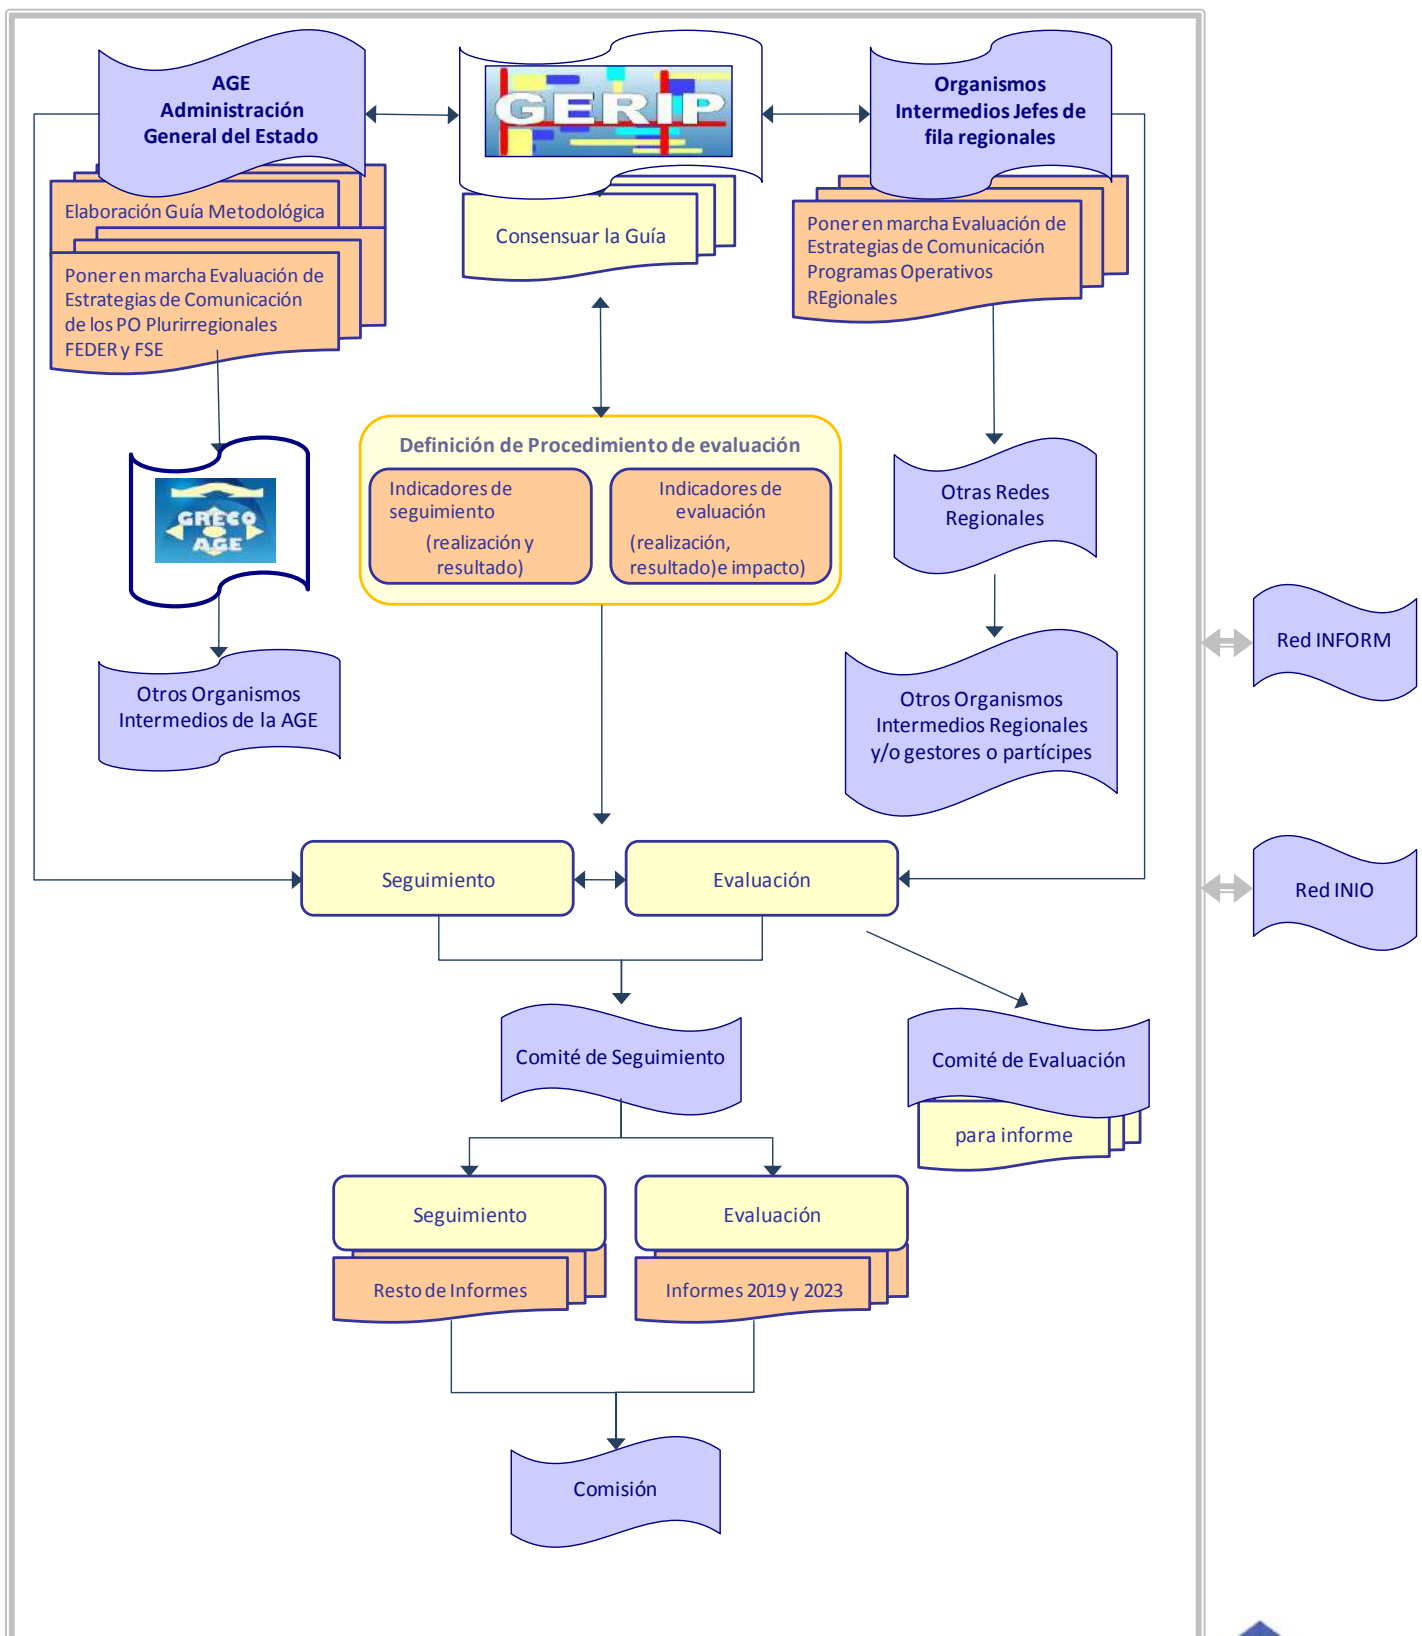 AGE
Administración
General del Estado
GERIP
Organismos
Intermedios Jefes de
fila regionales
Elaboración Guía Metodológica
Poner en marcha Evaluación de
Estrategias de Comunicación
de los PO Plurirregionales
FEDER y FSE
Consensuar la Guía
Poner en marcha Evaluación de
Estrategias de Comunicación
Programas Operativos
REgionales
Definición de Procedimiento de evaluación
Indicadores de
seguimiento
(realización y
resultado)
Indicadores de
evaluación
(realización,
resultado)e impacto)
GRECO
AGE
Otras Redes
Regionales
Otros Organismos
Intermedios de la AGE
Otros Organismos
Intermedios Regionales
y/o gestores o partícipes
Red INFORM
Seguimiento
Evaluación
Red INIO
Comité de Seguimiento
Comité de Evaluación
para informe
Seguimiento
Evaluación
Resto de Informes
Informes 2019 y 2023
Comisión